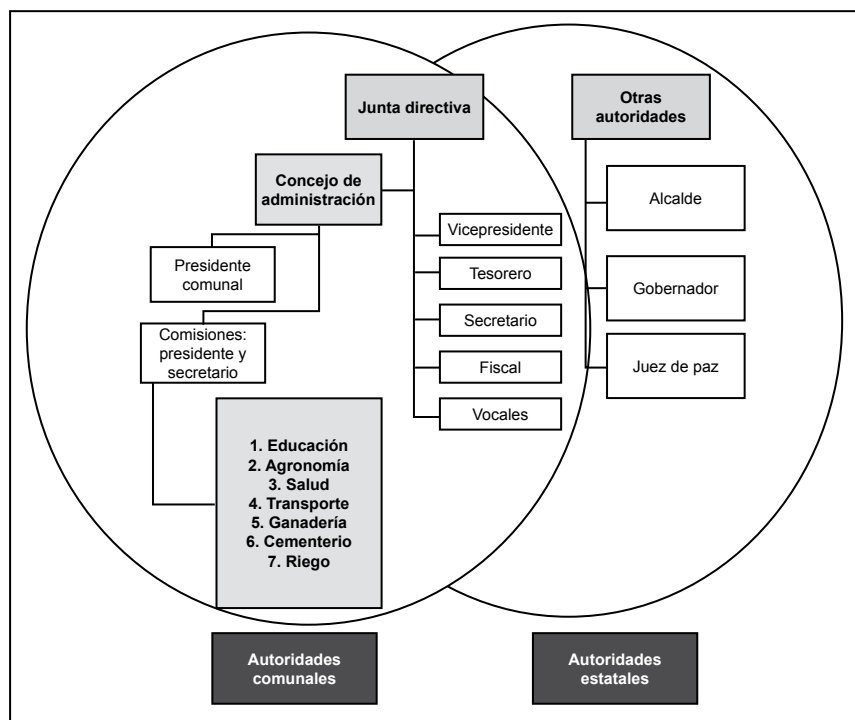 Junta directiva
Otras
autoridades
Concejo de
administración
Alcalde
Vicepresidente
Presidente
comunal
Tesorero
Gobernador
Secretario
Comisiones:
presidente y
secretario
Fiscal
Juez de paz
Vocales
1. Educación
2. Agronomía
3. Salud
4. Transporte
5. Ganadería
6. Cementerio
7. Riego
Autoridades
comunales
Autoridades
estatales